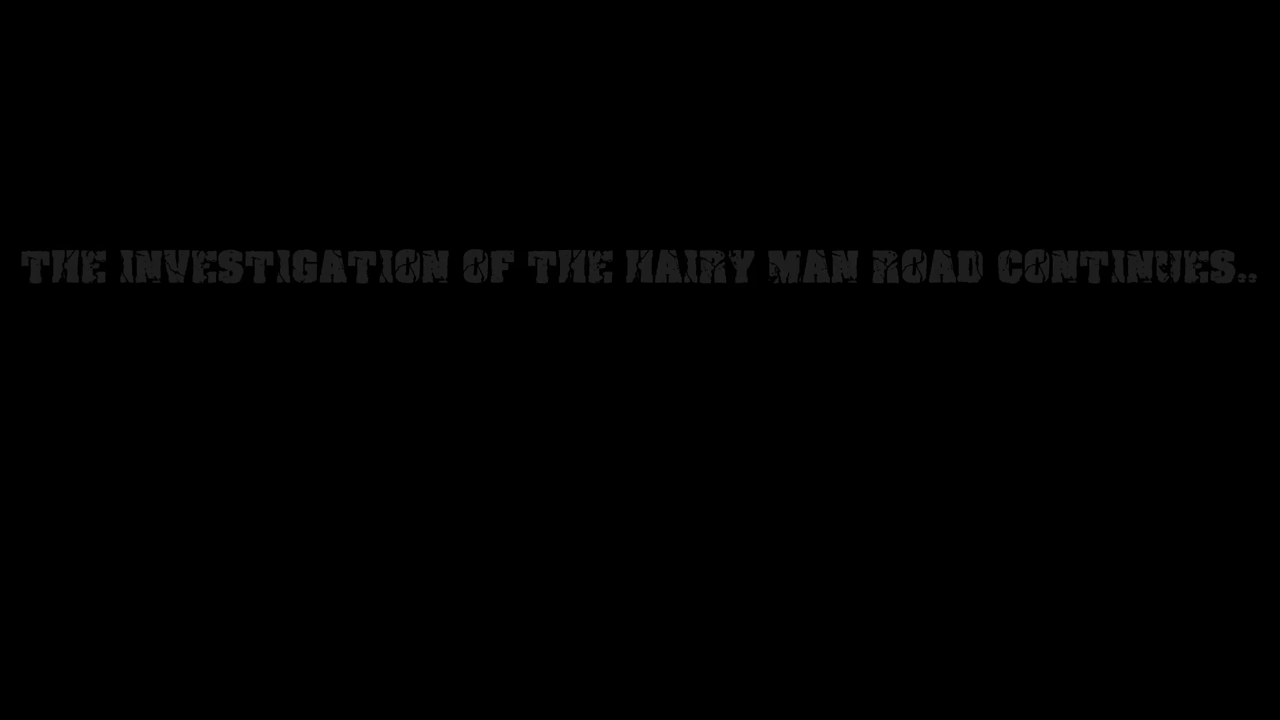 THE INVESTIGATION OF THE HAIRY MAN ROAD CONTINUES..